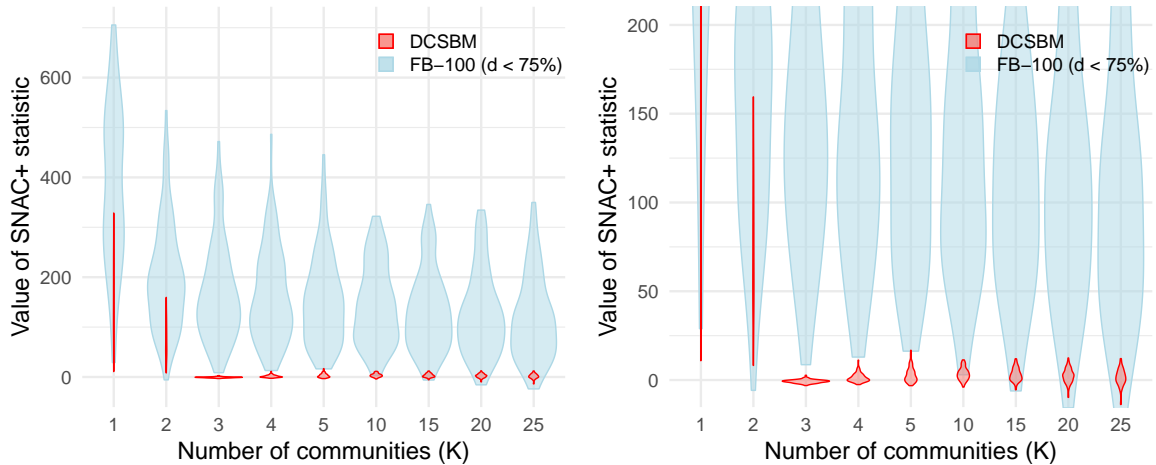 Value of SNAC+ statistic
600
400
200
0
DCSBM
FB−100 (d < 75%)
1 2 3 4 5 10 15 20 25
Number of communities (K)
Value of SNAC+ statistic
200
150
100
50
0
DCSBM
FB−100 (d < 75%)
1 2 3 4 5 10 15 20 25
Number of communities (K)